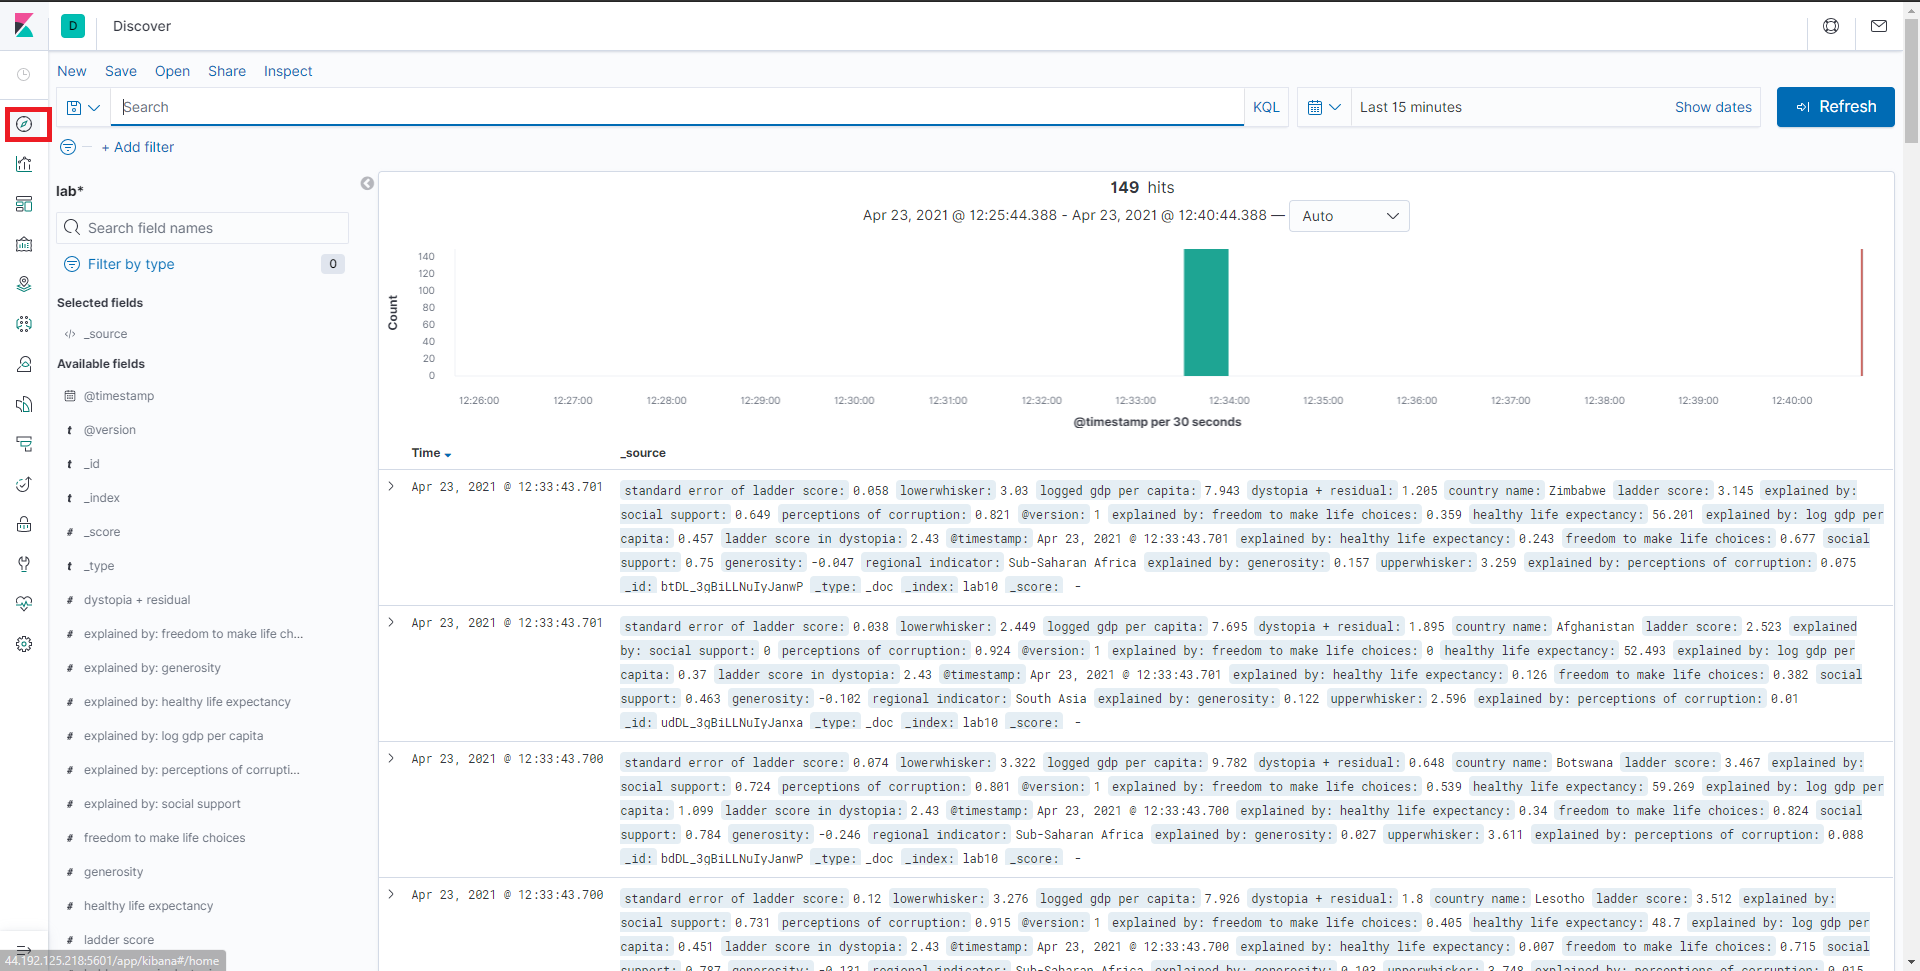 D Discover
New Save Open Share Inspect
Search KQL Last 15 minutes Show dates Refresh
+ Add filter
lab*
Search field names
Filter by type 0
Selected fields
</> _source
Available fields
@timestamp
t @version
t _id
t _index
# _score
t _type
# dystopia + residual
# explained by: freedom to make life ch...
# explained by: generosity
# explained by: healthy life expectancy
# explained by: log gdp per capita
# explained by: perceptions of corrupti...
# explained by: social support
# freedom to make life choices
# generosity
# healthy life expectancy
# ladder score
44.192.125.218:5601/app/kibana#/home
149 hits
Apr 23, 2021 @ 12:25:44.388 - Apr 23, 2021 @ 12:40:44.388 — Auto
Count
140
120
100
80
60
40
20
0
12:26:00 12:27:00 12:28:00 12:29:00 12:30:00 12:31:00 12:32:00 12:33:00 12:34:00 12:35:00 12:36:00 12:37:00 12:38:00 12:39:00 12:40:00
@timestamp per 30 seconds
Time _source
Apr 23, 2021 @ 12:33:43.701 standard error of ladder score: 0.058 lowerwhisker: 3.03 logged gdp per capita: 7.943 dystopia + residual: 1.205 country name: Zimbabwe ladder score: 3.145 explained by:
social support: 0.649 perceptions of corruption: 0.821 @version: 1 explained by: freedom to make life choices: 0.359 healthy life expectancy: 56.201 explained by: log gdp per
capita: 0.457 ladder score in dystopia: 2.43 @timestamp: Apr 23, 2021 @ 12:33:43.701 explained by: healthy life expectancy: 0.243 freedom to make life choices: 0.677 social
support: 0.75 generosity: -0.047 regional indicator: Sub-Saharan Africa explained by: generosity: 0.157 upperwhisker: 3.259 explained by: perceptions of corruption: 0.075
_id: btDL_3gBiLLNuIyJanwP _type: _doc _index: lab10 _score: -
Apr 23, 2021 @ 12:33:43.701 standard error of ladder score: 0.038 lowerwhisker: 2.449 logged gdp per capita: 7.695 dystopia + residual: 1.895 country name: Afghanistan ladder score: 2.523 explained
by: social support: 0 perceptions of corruption: 0.924 @version: 1 explained by: freedom to make life choices: 0 healthy life expectancy: 52.493 explained by: log gdp per
capita: 0.37 ladder score in dystopia: 2.43 @timestamp: Apr 23, 2021 @ 12:33:43.701 explained by: healthy life expectancy: 0.126 freedom to make life choices: 0.382 social
support: 0.463 generosity: -0.102 regional indicator: South Asia explained by: generosity: 0.122 upperwhisker: 2.596 explained by: perceptions of corruption: 0.01
_id: udDL_3gBiLLNuIyJanxa _type: _doc _index: lab10 _score: -
Apr 23, 2021 @ 12:33:43.700 standard error of ladder score: 0.074 lowerwhisker: 3.322 logged gdp per capita: 9.782 dystopia + residual: 0.648 country name: Botswana ladder score: 3.467 explained by:
social support: 0.724 perceptions of corruption: 0.801 @version: 1 explained by: freedom to make life choices: 0.539 healthy life expectancy: 59.269 explained by: log gdp per
capita: 1.099 ladder score in dystopia: 2.43 @timestamp: Apr 23, 2021 @ 12:33:43.700 explained by: healthy life expectancy: 0.34 freedom to make life choices: 0.824 social
support: 0.784 generosity: -0.246 regional indicator: Sub-Saharan Africa explained by: generosity: 0.027 upperwhisker: 3.611 explained by: perceptions of corruption: 0.088
_id: bdDL_3gBiLLNuIyJanwP _type: _doc _index: lab10 _score: -
Apr 23, 2021 @ 12:33:43.700 standard error of ladder score: 0.12 lowerwhisker: 3.276 logged gdp per capita: 7.926 dystopia + residual: 1.8 country name: Lesotho ladder score: 3.512 explained by:
social support: 0.731 perceptions of corruption: 0.915 @version: 1 explained by: freedom to make life choices: 0.405 healthy life expectancy: 48.7 explained by: log gdp per
capita: 0.451 ladder score in dystopia: 2.43 @timestamp: Apr 23, 2021 @ 12:33:43.700 explained by: healthy life expectancy: 0.007 freedom to make life choices: 0.715 social